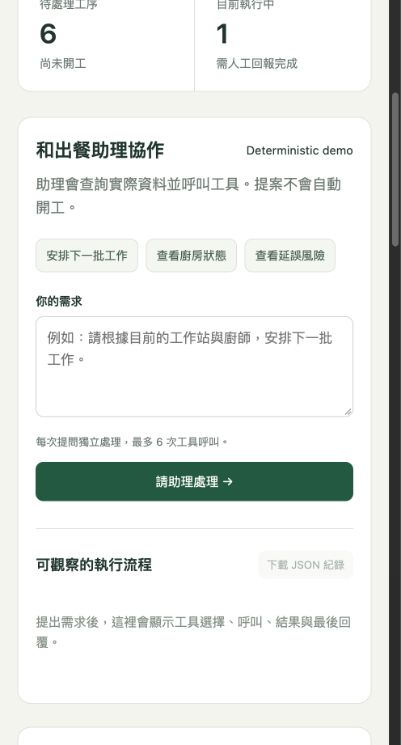 待處理工序
目前執行中
6
1
尚未開工
需人工回報完成
和出餐助理協作
Deterministic demo
助理會查詢實際資料並呼叫工具。提案不會自動
開工。
安排下一批工作
查看廚房狀態
查看延誤風險
你的需求
例如：請根據目前的工作站與廚師，安排下一批
工作。
每次提問獨立處理，最多 6 次工具呼叫。
請助理處理 →
可觀察的執行流程
下載 JSON 紀錄
提出需求後，這裡會顯示工具選擇、呼叫、結果與最後回
覆。